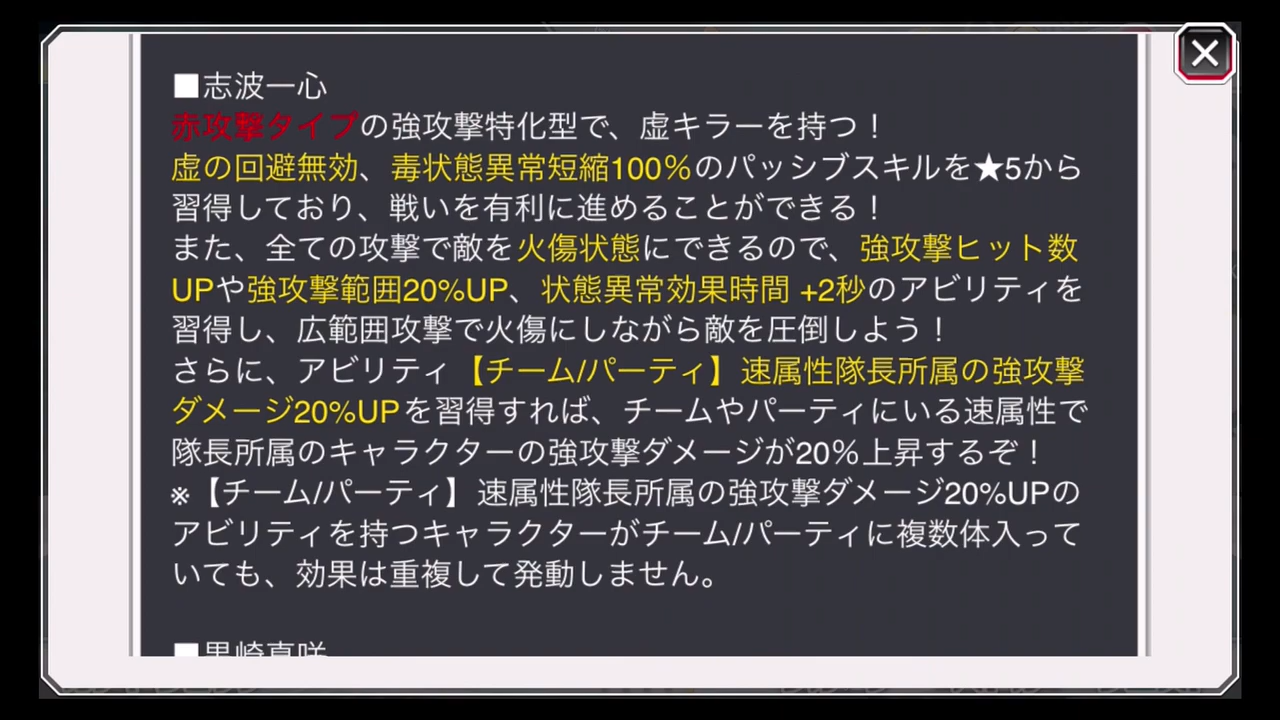 ■志波一心
赤攻撃タイプの強攻撃特化型で、虚キラーを持つ！
虚の回避無効、毒状態異常短縮100％のパッシブスキルを★5から
習得しており、戦いを有利に進めることができる！
また、全ての攻撃で敵を火傷状態にできるので、強攻撃ヒット数
UPや強攻撃範囲20%UP、状態異常効果時間 +2秒のアビリティを
習得し、広範囲攻撃で火傷にしながら敵を圧倒しよう！
さらに、アビリティ【チーム/パーティ】速属性隊長所属の強攻撃
ダメージ20%UPを習得すれば、チームやパーティにいる速属性で
隊長所属のキャラクターの強攻撃ダメージが20％上昇するぞ！
※【チーム/パーティ】速属性隊長所属の強攻撃ダメージ20%UPの
アビリティを持つキャラクターがチーム/パーティに複数体入って
いても、効果は重複して発動しません。
■黒崎真咲